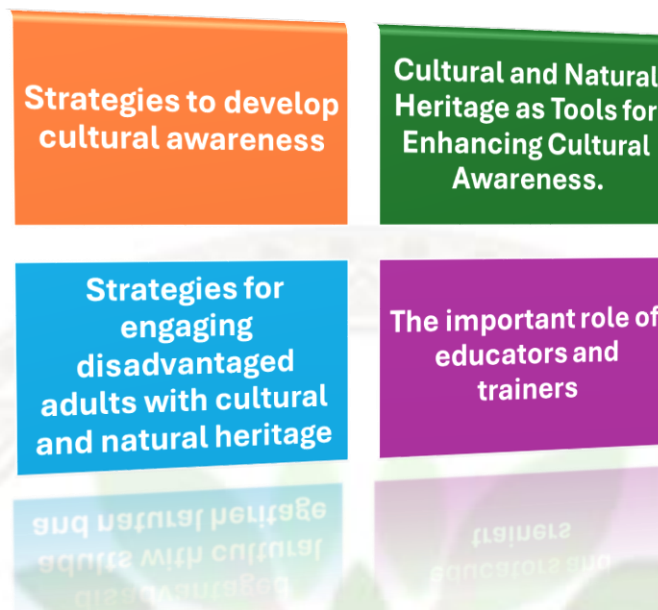 Strategies to develop
cultural awareness
Cultural and Natural
Heritage as Tools for
Enhancing Cultural
Awareness.
Strategies for
engaging
disadvantaged
adults with cultural
and natural heritage
The important role of
educators and
trainers